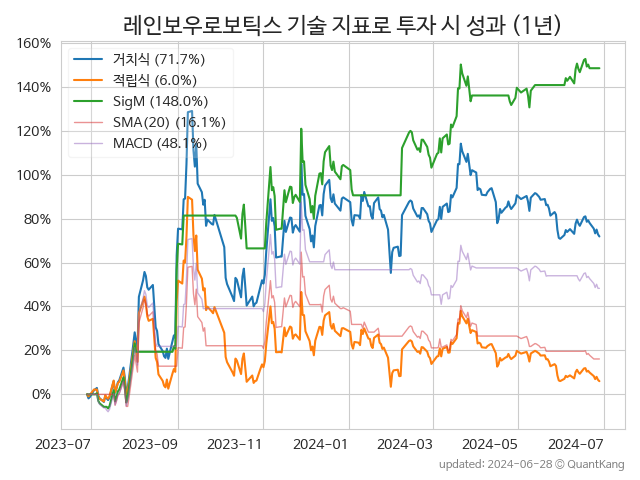 레인보우로보틱스 기술 지표로 투자 시 성과 (1년)
160%
140%
120%
100%
80%
60%
40%
20%
0%
거치식 (71.7%)
적립식 (6.0%)
SigM (148.0%)
SMA(20) (16.1%)
MACD (48.1%)
2023-07
2023-09
2023-11
2024-01
2024-03
2024-05
2024-07
updated: 2024-06-28 © QuantKang